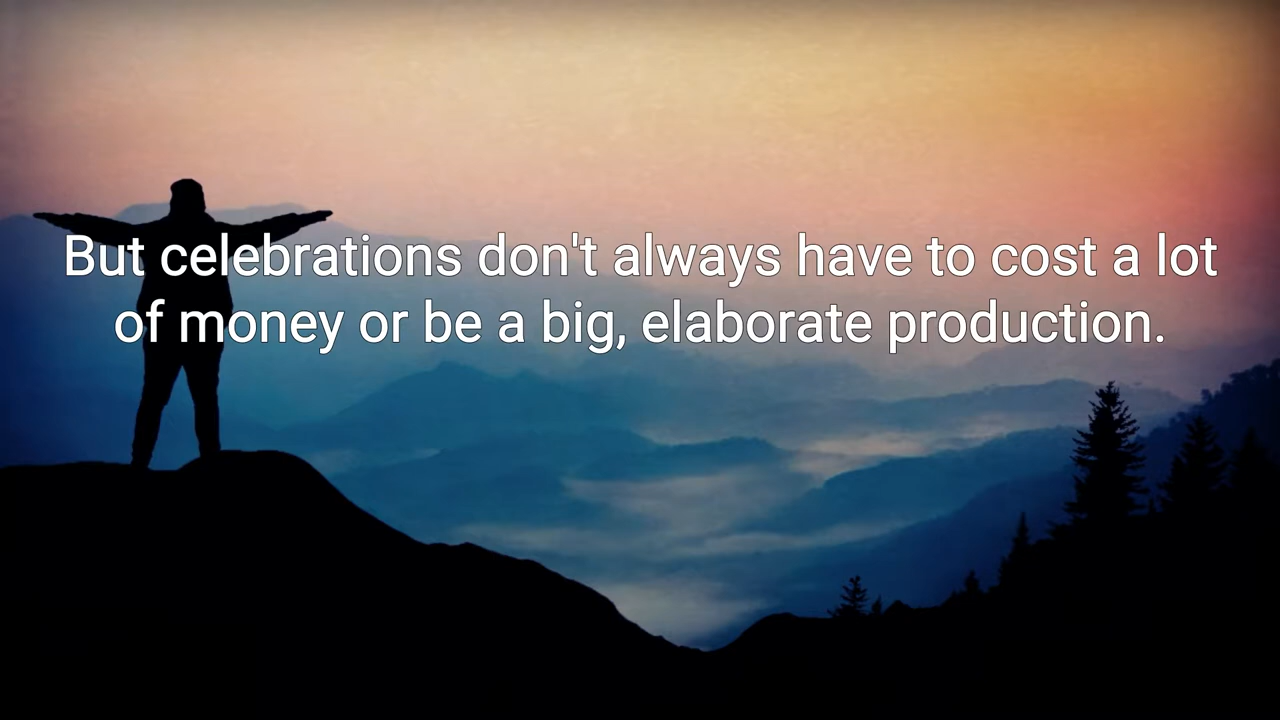 But celebrations don't always have to cost a lot
of money or be a big, elaborate production.